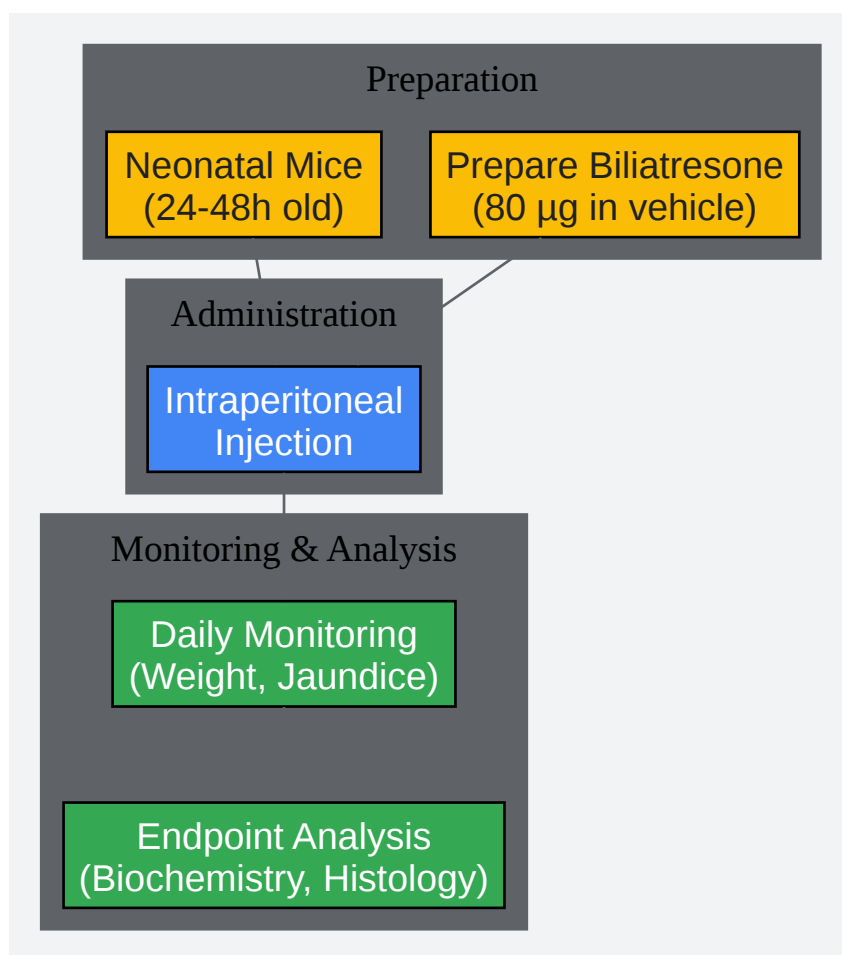 Preparation
Neonatal Mice
(24-48h old)
Prepare Biliatresone
(80 µg in vehicle)
Administration
Intraperitoneal
Injection
Monitoring & Analysis
Daily Monitoring
(Weight, Jaundice)
Endpoint Analysis
(Biochemistry, Histology)